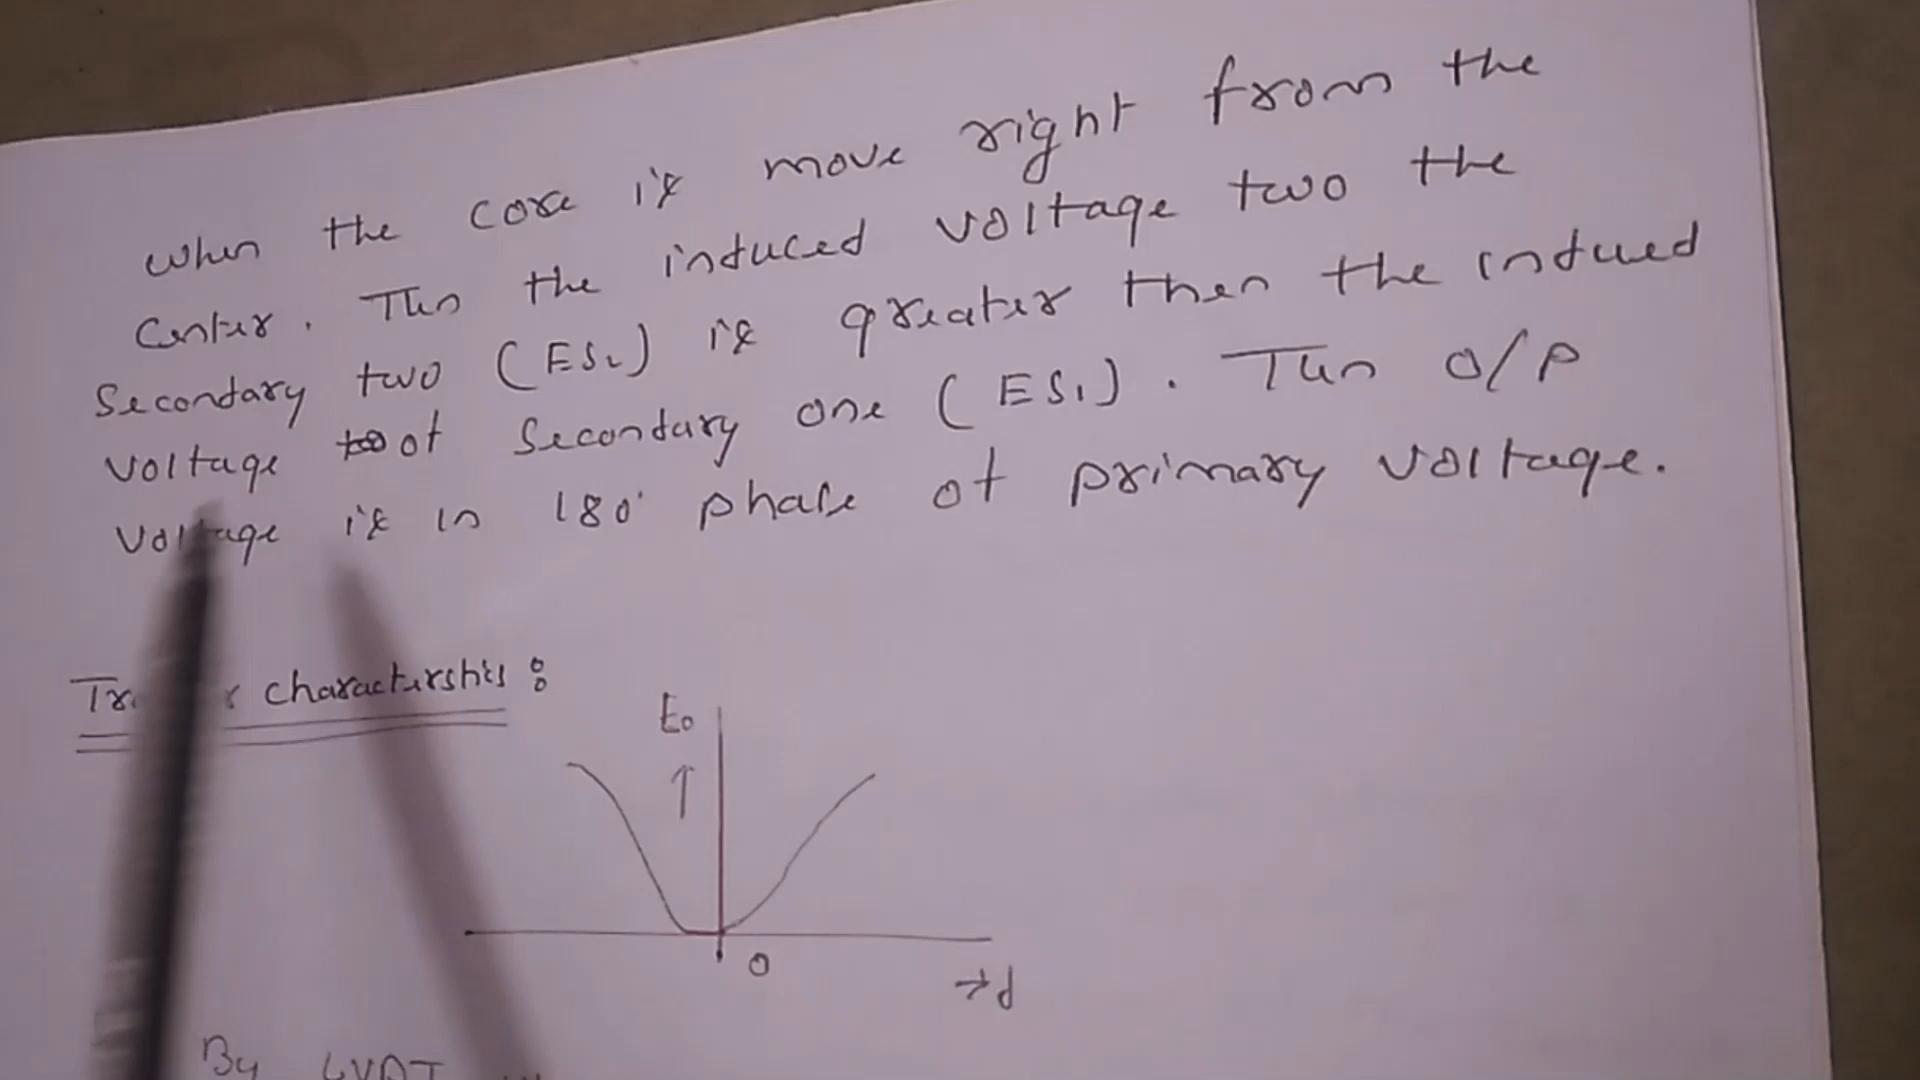 when the core is move right from the
center. Then the induced voltage two the
Secondary two (ES₂) is greater then the induced
voltage of Secondary one (ES₁). Then O/P
voltage is in 180° phase of primary voltage.
characterstics :
E₀
↑
0
→d
By LVDT